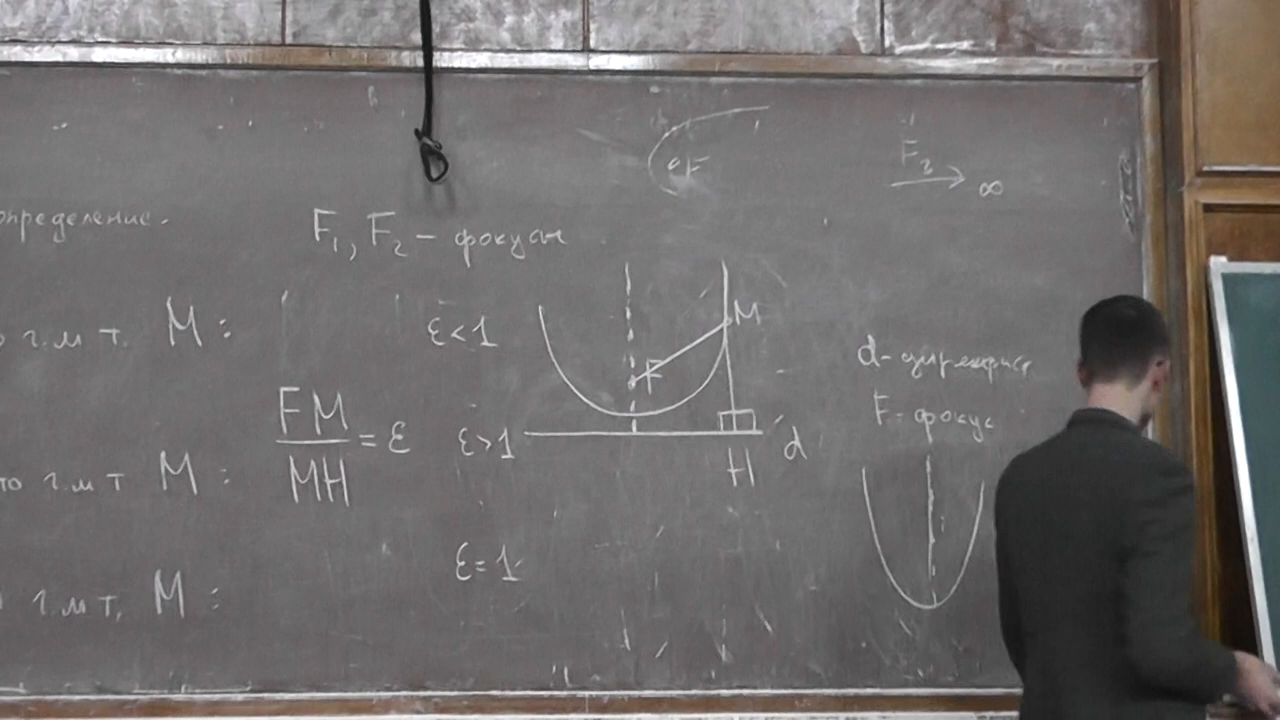 F
F₂ → ∞
определение.
F₁, F₂ – фокусы
г.м.т. M:
ε<1
M
F
d - директриса
F - фокус
FM/MH = ε
ε>1
d
H
то г.м.т M:
ε=1
г.м.т. M: